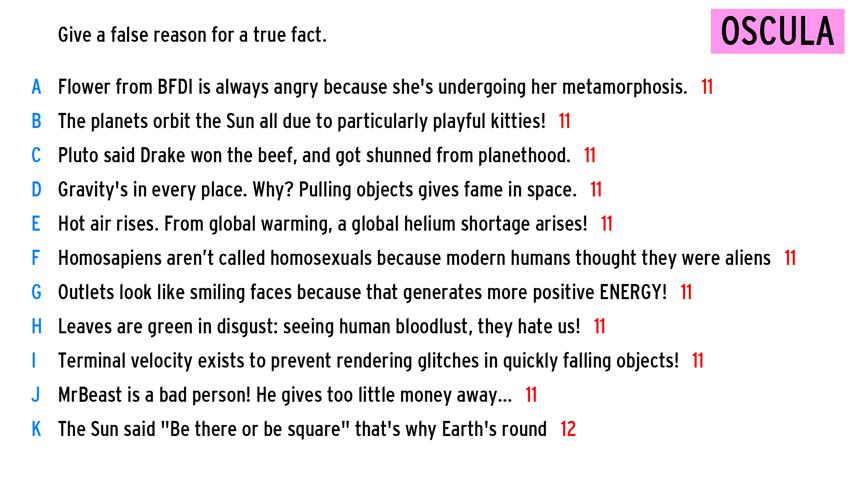 Give a false reason for a true fact.
OSCULA
A Flower from BFDI is always angry because she's undergoing her metamorphosis. 11
B The planets orbit the Sun all due to particularly playful kitties! 11
C Pluto said Drake won the beef, and got shunned from planethood. 11
D Gravity's in every place. Why? Pulling objects gives fame in space. 11
E Hot air rises. From global warming, a global helium shortage arises! 11
F Homosapiens aren’t called homosexuals because modern humans thought they were aliens 11
G Outlets look like smiling faces because that generates more positive ENERGY! 11
H Leaves are green in disgust: seeing human bloodlust, they hate us! 11
I Terminal velocity exists to prevent rendering glitches in quickly falling objects! 11
J MrBeast is a bad person! He gives too little money away... 11
K The Sun said "Be there or be square" that's why Earth's round 12